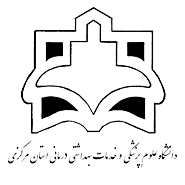 دانشگاه علوم پزشکی و خدمات بهداشتی درمانی استان مرکزی